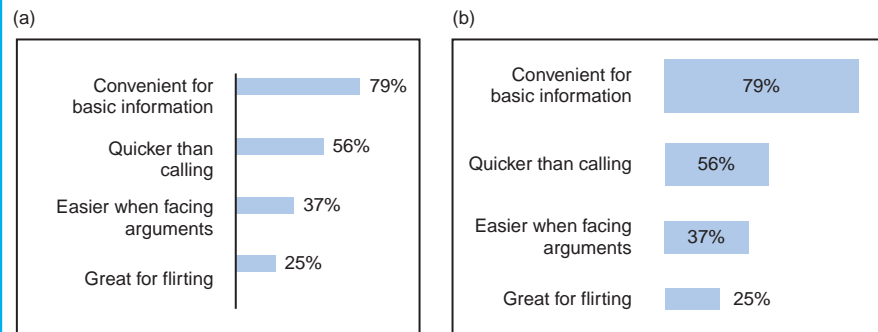 (a)
Convenient for
basic information
79%
Quicker than
calling
56%
Easier when facing
arguments
37%
Great for flirting
25%
(b)
Convenient for
basic information
79%
Quicker than calling
56%
Easier when facing
arguments
37%
Great for flirting
25%